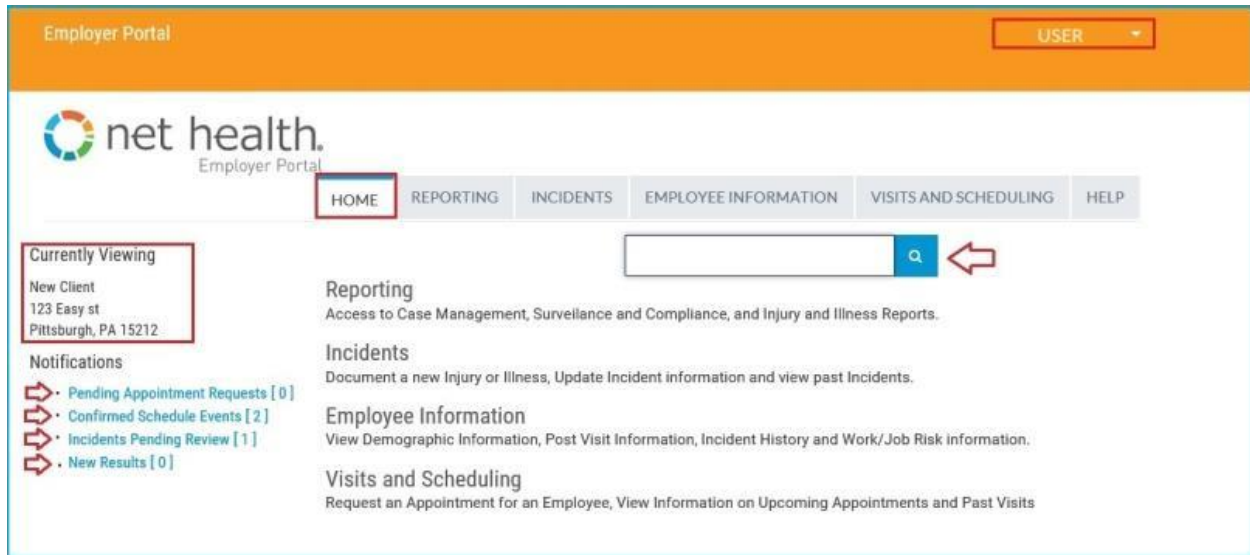 Employer Portal
USER
net health.
Employer Portal
HOME REPORTING INCIDENTS EMPLOYEE INFORMATION VISITS AND SCHEDULING HELP
Currently Viewing
New Client
123 Easy st
Pittsburgh, PA 15212
Notifications
Pending Appointment Requests [ 0 ]
Confirmed Schedule Events [ 2 ]
Incidents Pending Review [ 1 ]
New Results [ 0 ]
Reporting
Access to Case Management, Surveilance and Compliance, and Injury and Illness Reports.
Incidents
Document a new Injury or Illness, Update Incident information and view past Incidents.
Employee Information
View Demographic Information, Post Visit Information, Incident History and Work/Job Risk information.
Visits and Scheduling
Request an Appointment for an Employee, View Information on Upcoming Appointments and Past Visits